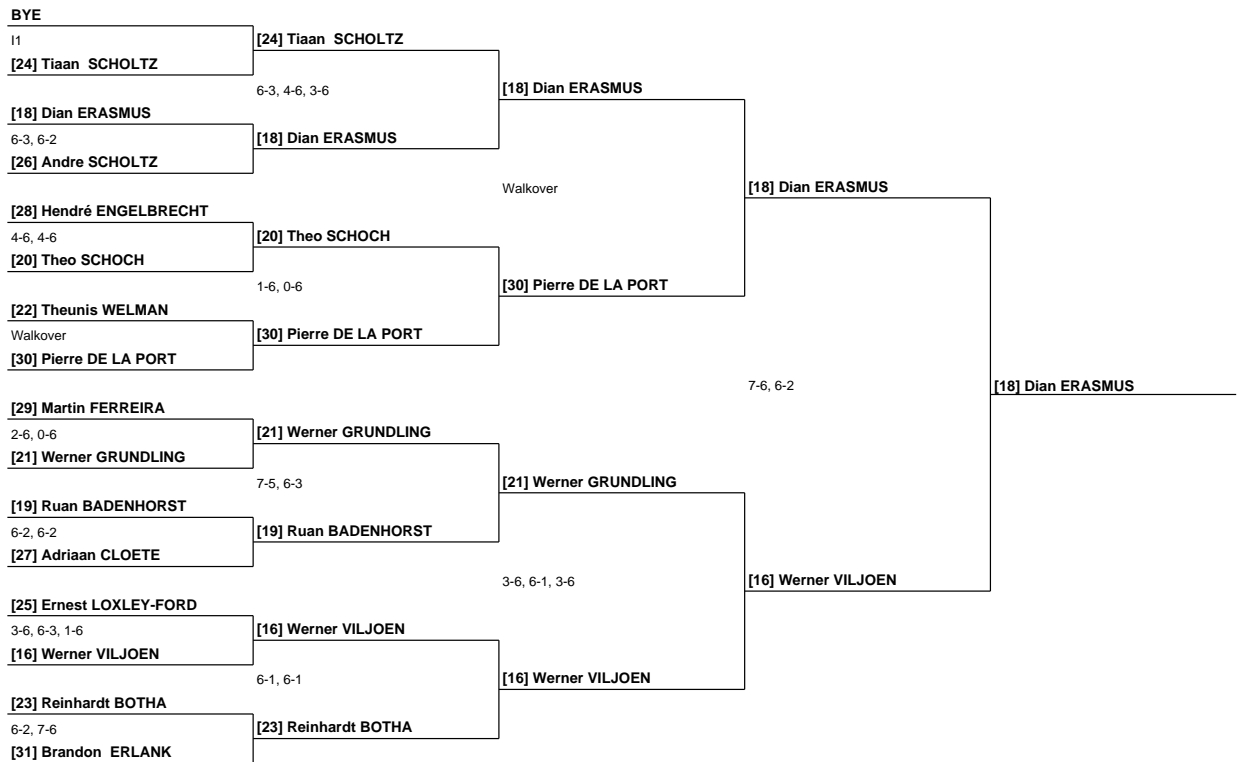 BYE
I1
[24] Tiaan SCHOLTZ
[18] Dian ERASMUS
6-3, 6-2
[26] Andre SCHOLTZ
[28] Hendré ENGELBRECHT
4-6, 4-6
[20] Theo SCHOCH
[22] Theunis WELMAN
Walkover
[30] Pierre DE LA PORT
[29] Martin FERREIRA
2-6, 0-6
[21] Werner GRUNDLING
[19] Ruan BADENHORST
6-2, 6-2
[27] Adriaan CLOETE
[25] Ernest LOXLEY-FORD
3-6, 6-3, 1-6
[16] Werner VILJOEN
[23] Reinhardt BOTHA
6-2, 7-6
[31] Brandon ERLANK
[24] Tiaan SCHOLTZ
6-3, 4-6, 3-6
[18] Dian ERASMUS
[20] Theo SCHOCH
1-6, 0-6
[30] Pierre DE LA PORT
[21] Werner GRUNDLING
7-5, 6-3
[19] Ruan BADENHORST
[16] Werner VILJOEN
6-1, 6-1
[23] Reinhardt BOTHA
[18] Dian ERASMUS
Walkover
[30] Pierre DE LA PORT
[21] Werner GRUNDLING
3-6, 6-1, 3-6
[16] Werner VILJOEN
[18] Dian ERASMUS
7-6, 6-2
[16] Werner VILJOEN
[18] Dian ERASMUS